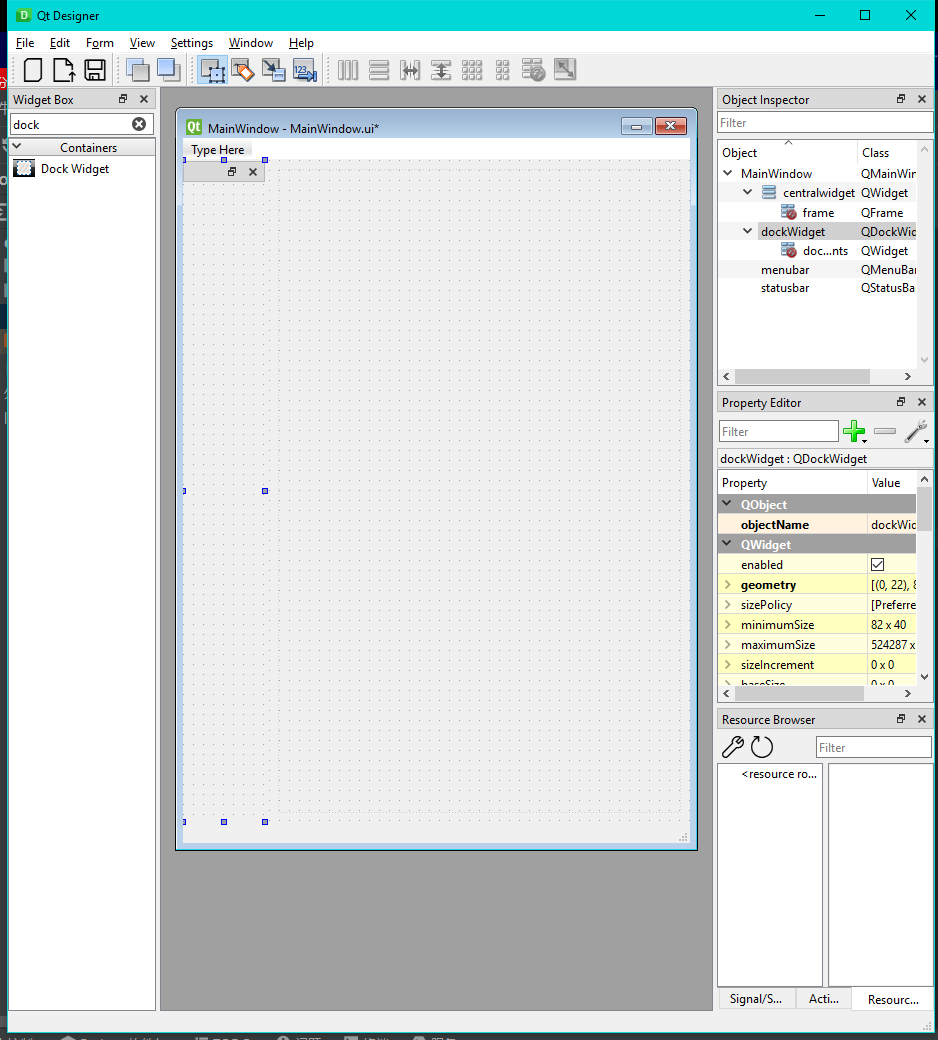 Qt Designer
File Edit Form View Settings Window Help
Widget Box
dock
Containers
Dock Widget
MainWindow - MainWindow.ui*
Type Here
Object Inspector
Filter
Object Class
MainWindow QMainWir
centralwidget QWidget
frame QFrame
dockWidget QDockWid
doc...nts QWidget
menubar QMenuBar
statusbar QStatusBa
Property Editor
Filter
dockWidget : QDockWidget
Property Value
QObject
objectName dockWid
QWidget
enabled
geometry [(0, 22), 8
sizePolicy [Preferre
minimumSize 82 x 40
maximumSize 524287 x
sizeIncrement 0 x 0
baseSize 0 x 0
Resource Browser
Filter
<resource ro...
Signal/S... Acti... Resourc...